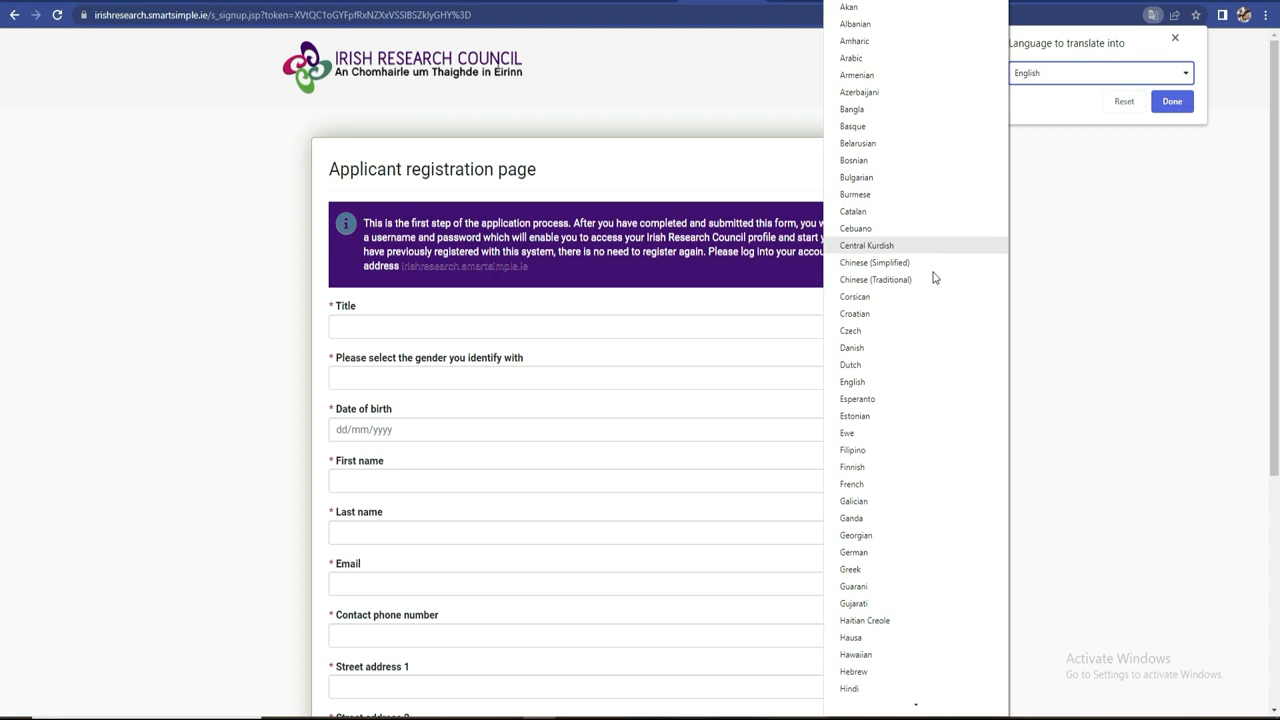 irishresearch.smartsimple.ie/s_signup.jsp?token=XVtQC1oGYFpfRxNZXxVSSlBSZklyGHY%3D
IRISH RESEARCH COUNCIL
An Chomhairle um Thaighde in Éirinn
Applicant registration page
This is the first step of the application process. After you have completed and submitted this form, you w
a username and password which will enable you to access your Irish Research Council profile and start y
have previously registered with this system, there is no need to register again. Please log into your accou
address irishresearch.smartsimple.ie
* Title
* Please select the gender you identify with
* Date of birth
dd/mm/yyyy
* First name
* Last name
* Email
* Contact phone number
* Street address 1
Akan
Albanian
Amharic
Arabic
Armenian
Azerbaijani
Bangla
Basque
Belarusian
Bosnian
Bulgarian
Burmese
Catalan
Cebuano
Central Kurdish
Chinese (Simplified)
Chinese (Traditional)
Corsican
Croatian
Czech
Danish
Dutch
English
Esperanto
Estonian
Ewe
Filipino
Finnish
French
Galician
Ganda
Georgian
German
Greek
Guarani
Gujarati
Haitian Creole
Hausa
Hawaiian
Hebrew
Hindi
Language to translate into
English
Reset
Done
Activate Windows
Go to Settings to activate Windows.